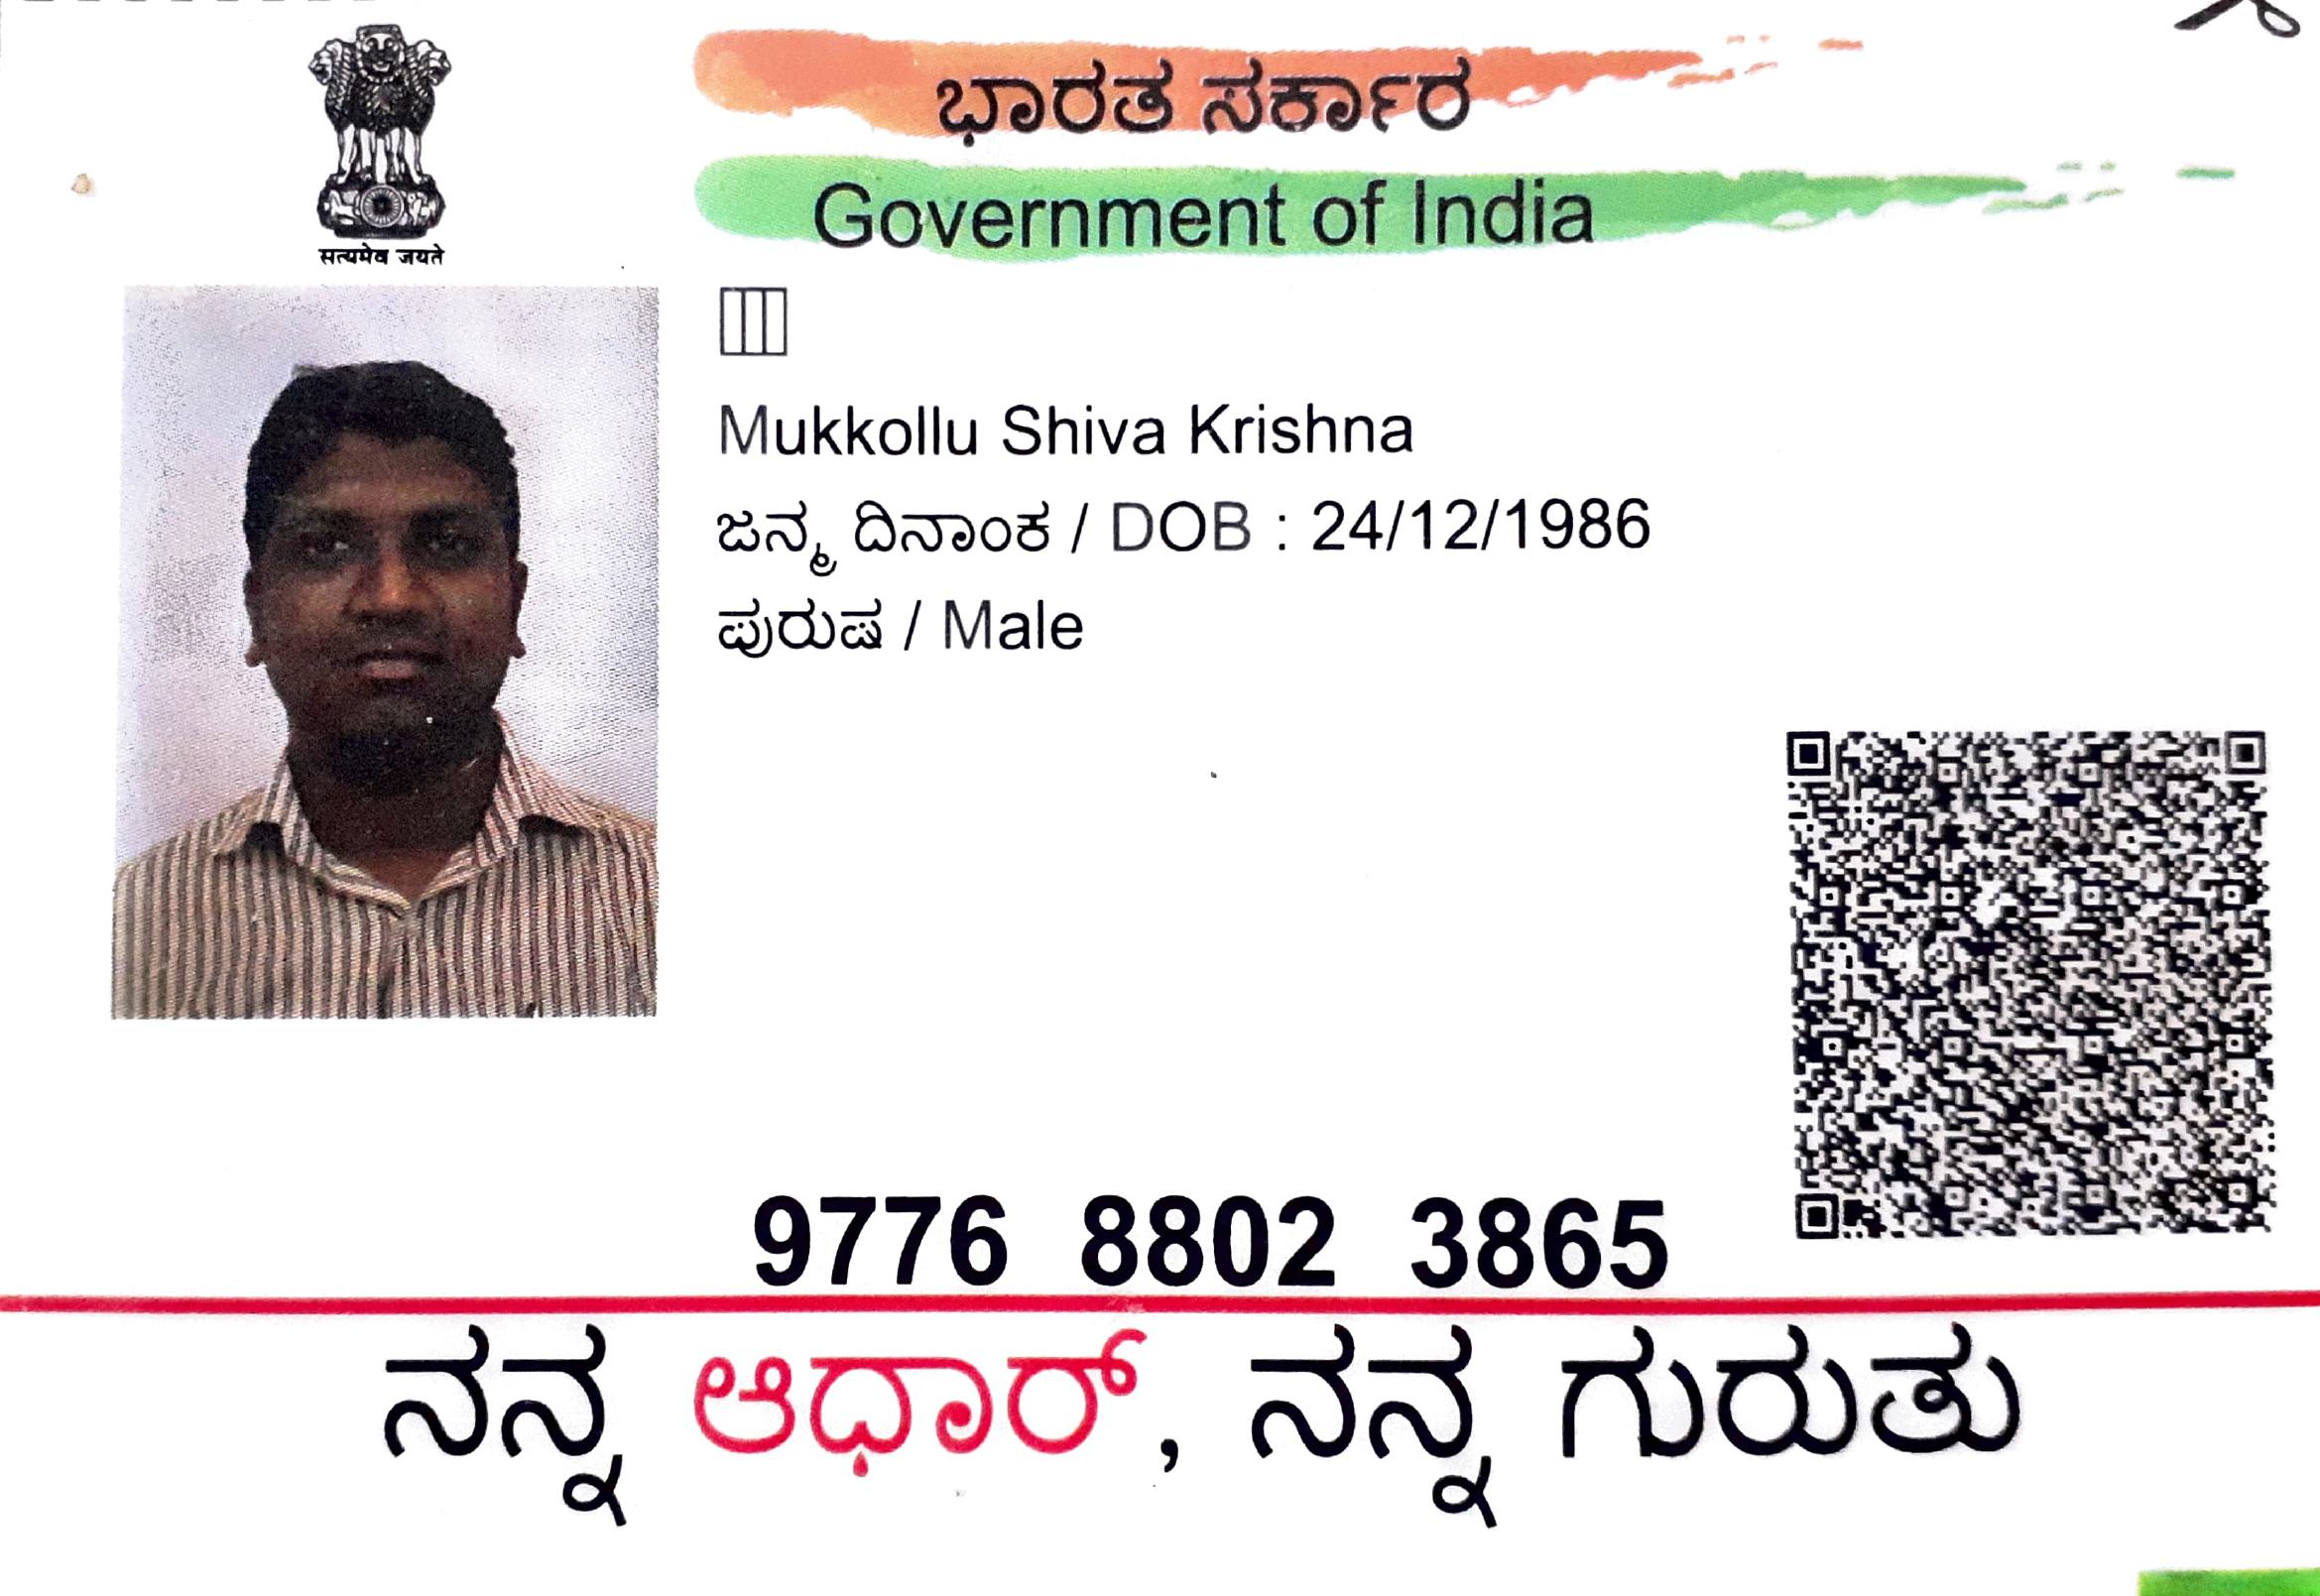 सत्यमेव जयते
ಭಾರತ ಸರ್ಕಾರ
Government of India
Mukkollu Shiva Krishna
ಜನ್ಮ ದಿನಾಂಕ / DOB : 24/12/1986
ಪುರುಷ / Male
9776 8802 3865
ನನ್ನ ಆಧಾರ್, ನನ್ನ ಗುರುತು